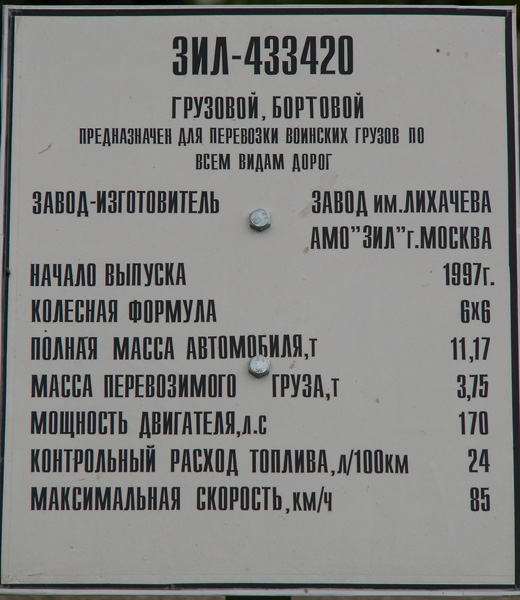 ЗИЛ-433420
ГРУЗОВОЙ, БОРТОВОЙ
ПРЕДНАЗНАЧЕН ДЛЯ ПЕРЕВОЗКИ ВОИНСКИХ ГРУЗОВ ПО
ВСЕМ ВИДАМ ДОРОГ
ЗАВОД-ИЗГОТОВИТЕЛЬ ЗАВОД им.ЛИХАЧЕВА
АМО"ЗИЛ"г.МОСКВА
НАЧАЛО ВЫПУСКА 1997г.
КОЛЕСНАЯ ФОРМУЛА 6x6
ПОЛНАЯ МАССА АВТОМОБИЛЯ,т 11,17
МАССА ПЕРЕВОЗИМОГО ГРУЗА,т 3,75
МОЩНОСТЬ ДВИГАТЕЛЯ,л.с 170
КОНТРОЛЬНЫЙ РАСХОД ТОПЛИВА,л/100км 24
МАКСИМАЛЬНАЯ СКОРОСТЬ,км/ч 85